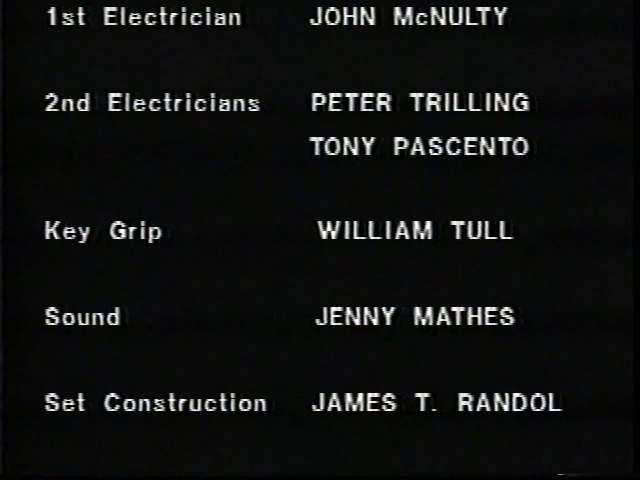 1st Electrician JOHN McNULTY
2nd Electricians PETER TRILLING
TONY PASCENTO
Key Grip WILLIAM TULL
Sound JENNY MATHES
Set Construction JAMES T. RANDOL